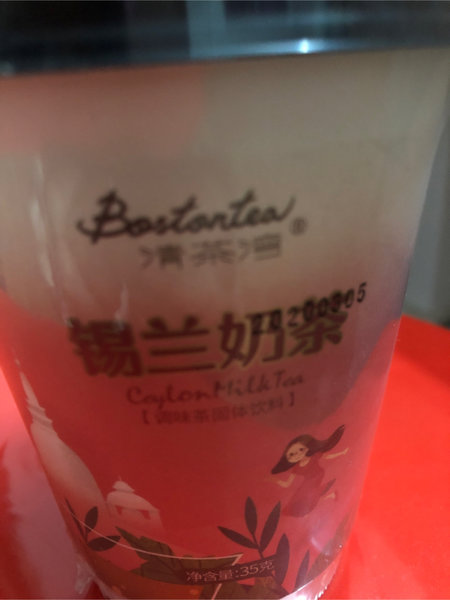 Bostontea®
清茶湾
20200805
锡兰奶茶
Ceylon Milk Tea
【调味茶固体饮料】
净含量:35克